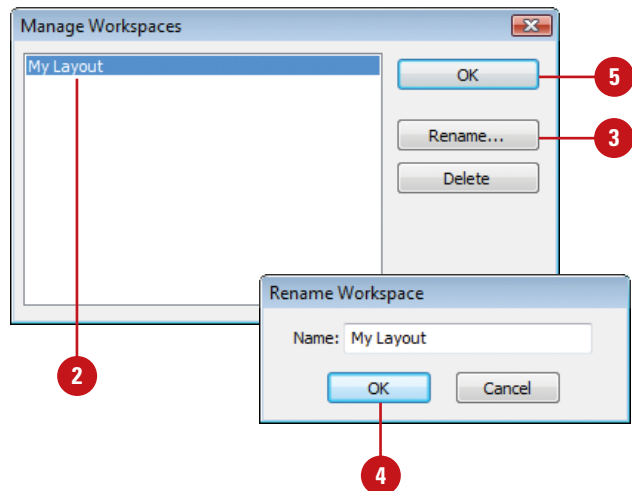 Manage Workspaces
My Layout
OK
5
Rename...
3
Delete
Rename Workspace
Name: My Layout
2
OK
Cancel
4